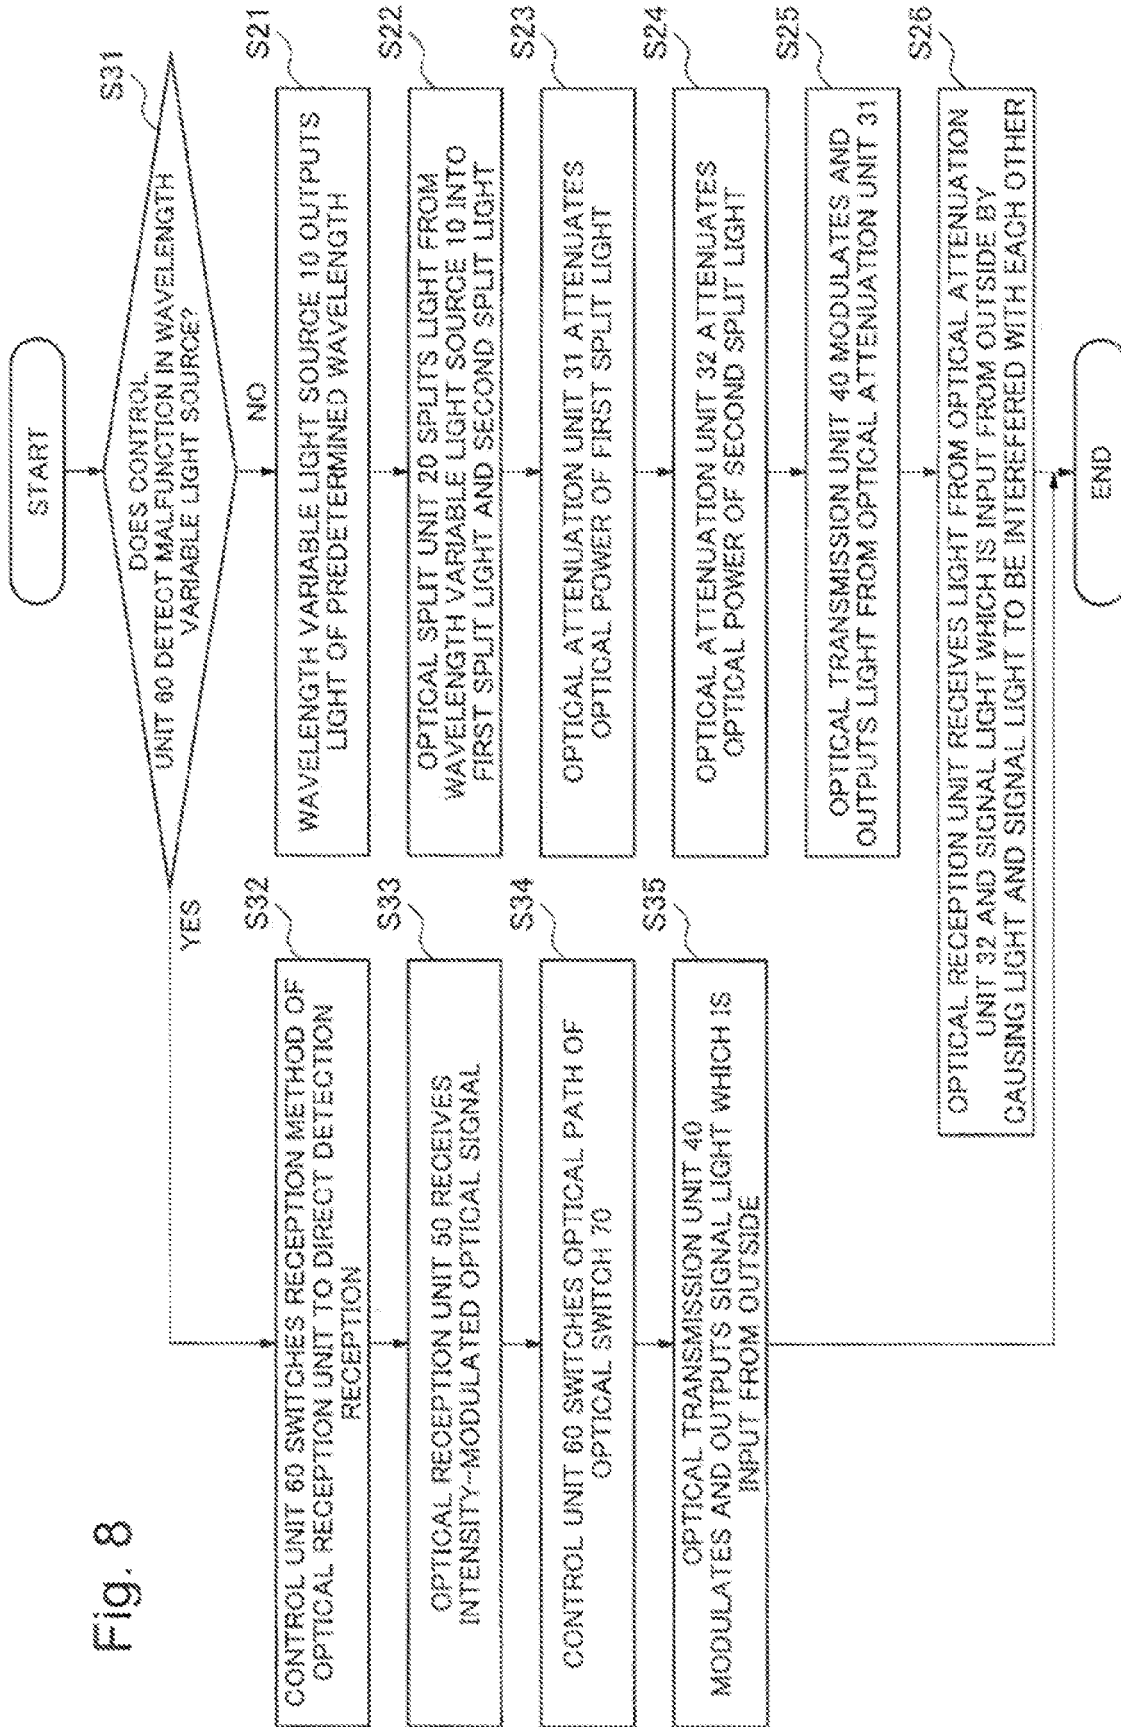 Fig. 8
START
S31
DOES CONTROL
UNIT 60 DETECT MALFUNCTION IN WAVELENGTH
VARIABLE LIGHT SOURCE?
YES
NO
S32
CONTROL UNIT 60 SWITCHES RECEPTION METHOD OF
OPTICAL RECEPTION UNIT TO DIRECT DETECTION
RECEPTION
S33
OPTICAL RECEPTION UNIT 50 RECEIVES
INTENSITY-MODULATED OPTICAL SIGNAL
S34
CONTROL UNIT 60 SWITCHES OPTICAL PATH OF
OPTICAL SWITCH 70
S35
OPTICAL TRANSMISSION UNIT 40
MODULATES AND OUTPUTS SIGNAL LIGHT WHICH IS
INPUT FROM OUTSIDE
S21
WAVELENGTH VARIABLE LIGHT SOURCE 10 OUTPUTS
LIGHT OF PREDETERMINED WAVELENGTH
S22
OPTICAL SPLIT UNIT 20 SPLITS LIGHT FROM
WAVELENGTH VARIABLE LIGHT SOURCE 10 INTO
FIRST SPLIT LIGHT AND SECOND SPLIT LIGHT
S23
OPTICAL ATTENUATION UNIT 31 ATTENUATES
OPTICAL POWER OF FIRST SPLIT LIGHT
S24
OPTICAL ATTENUATION UNIT 32 ATTENUATES
OPTICAL POWER OF SECOND SPLIT LIGHT
S25
OPTICAL TRANSMISSION UNIT 40 MODULATES AND
OUTPUTS LIGHT FROM OPTICAL ATTENUATION UNIT 31
S26
OPTICAL RECEPTION UNIT RECEIVES LIGHT FROM OPTICAL ATTENUATION
UNIT 32 AND SIGNAL LIGHT WHICH IS INPUT FROM OUTSIDE BY
CAUSING LIGHT AND SIGNAL LIGHT TO BE INTEREFERED WITH EACH OTHER
END